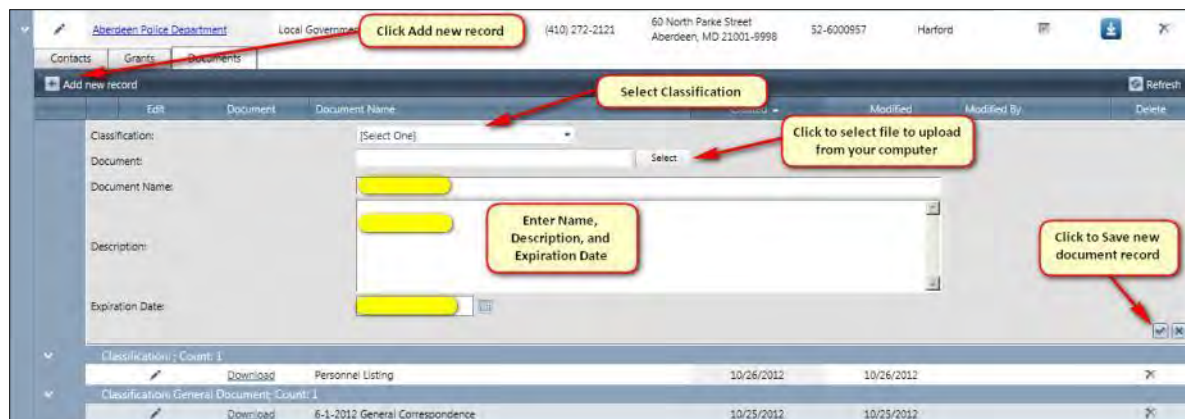 Aberdeen Police Department
Local Governme
Click Add new record
(410) 272-2121
60 North Parke Street
Aberdeen, MD 21001-9998
52-6000957
Harford
Contacts
Grants
Documents
Add new record
Refresh
Select Classification
Edit
Document
Document Name
Modified
Modified By
Delete
Classification:
[Select One]
Click to select file to upload
from your computer
Document:
Select
Document Name:
Enter Name,
Description, and
Expiration Date
Description:
Click to Save new
document record
Expiration Date:
Classification: ; Count: 1
Download
Personnel Listing
10/26/2012
10/26/2012
Classification: General Document; Count: 1
Download
6-1-2012 General Correspondence
10/25/2012
10/25/2012